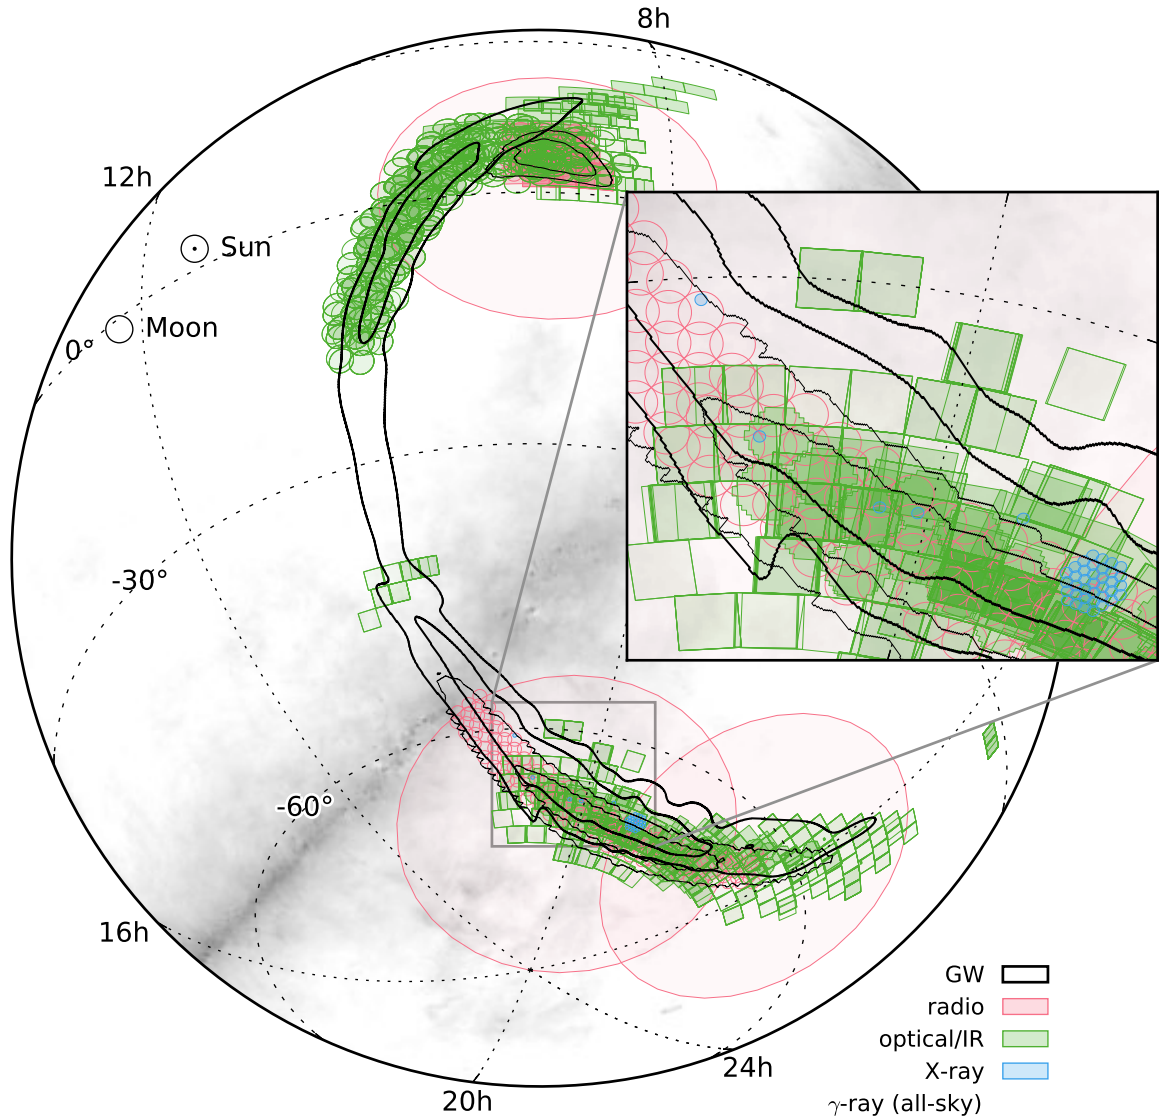 8h
12h
Sun
Moon
0°
-30°
-60°
16h
20h
24h
GW
radio
optical/IR
X-ray
γ-ray (all-sky)